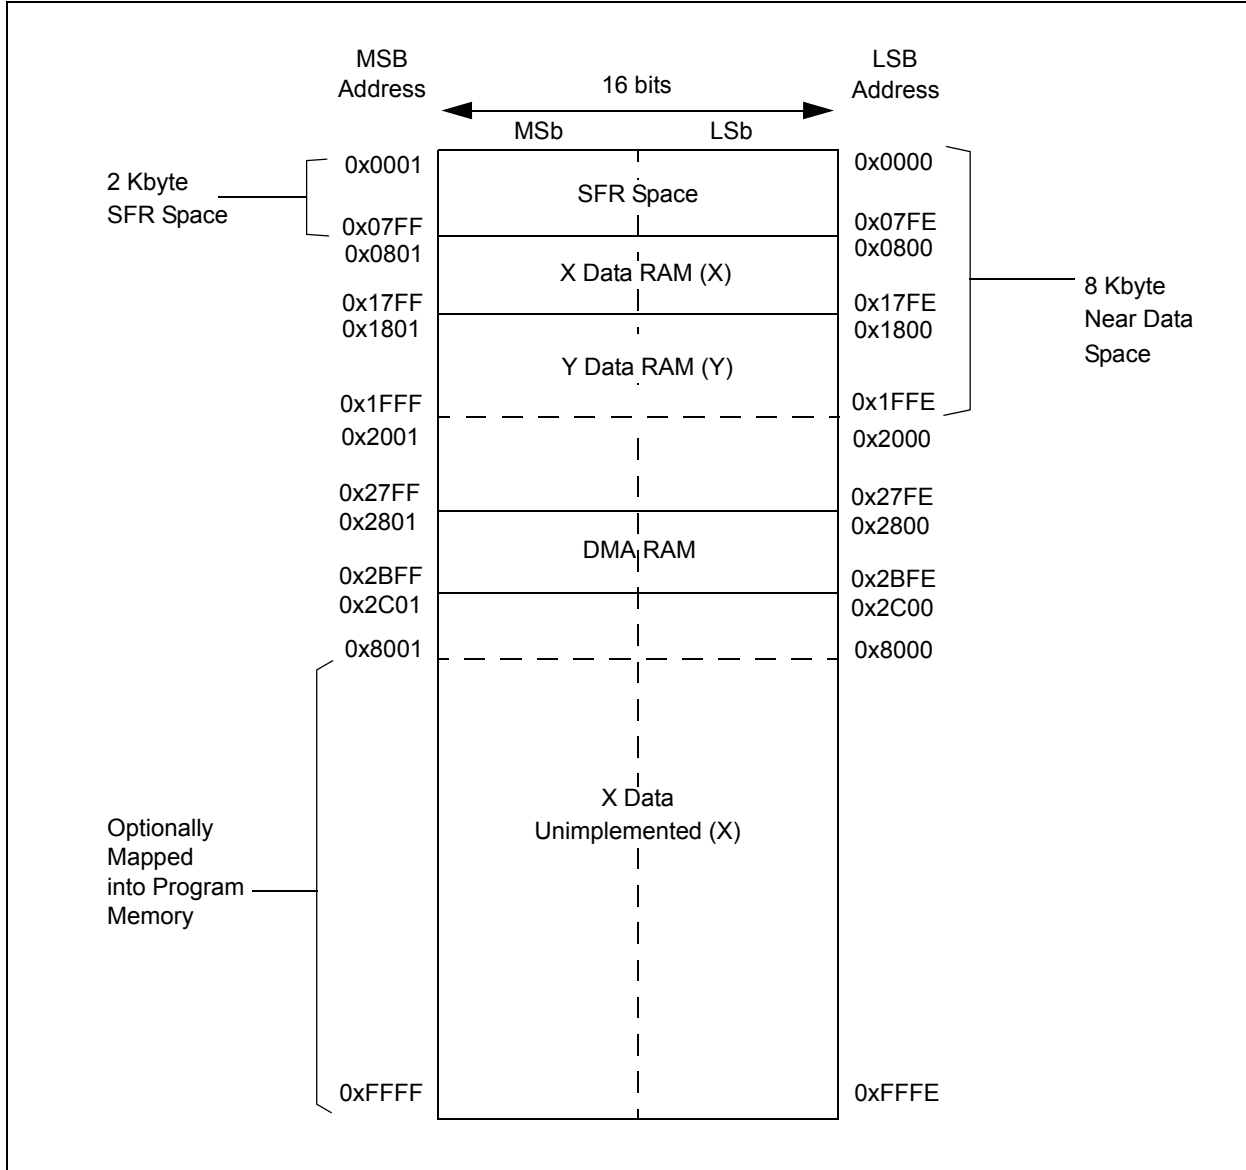 MSB
Address
LSB
Address
16 bits
MSb
LSb
2 Kbyte
SFR Space
0x0001
0x07FF
0x0801
0x17FF
0x1801
0x1FFF
0x2001
0x27FF
0x2801
0x2BFF
0x2C01
0x8001
0xFFFF
SFR Space
X Data RAM (X)
Y Data RAM (Y)
DMA RAM
X Data
Unimplemented (X)
0x0000
0x07FE
0x0800
0x17FE
0x1800
0x1FFE
0x2000
0x27FE
0x2800
0x2BFE
0x2C00
0x8000
0xFFFE
8 Kbyte
Near Data
Space
Optionally
Mapped
into Program
Memory